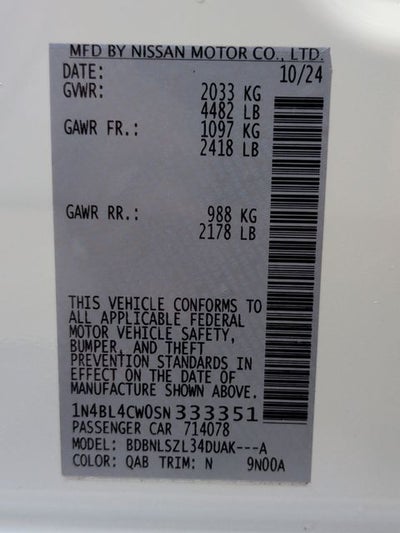 MFD BY NISSAN MOTOR CO., LTD.
DATE: 10/24
GVWR: 2033 KG
4482 LB
GAWR FR.: 1097 KG
2418 LB
GAWR RR.: 988 KG
2178 LB
THIS VEHICLE CONFORMS TO
ALL APPLICABLE FEDERAL
MOTOR VEHICLE SAFETY,
BUMPER, AND THEFT
PREVENTION STANDARDS IN
EFFECT ON THE DATE OF
MANUFACTURE SHOWN ABOVE.
1N4BL4CW0SN333351
PASSENGER CAR 714078
MODEL: BDBNLSZL34DUAK---A
COLOR: QAB TRIM: N 9N00A